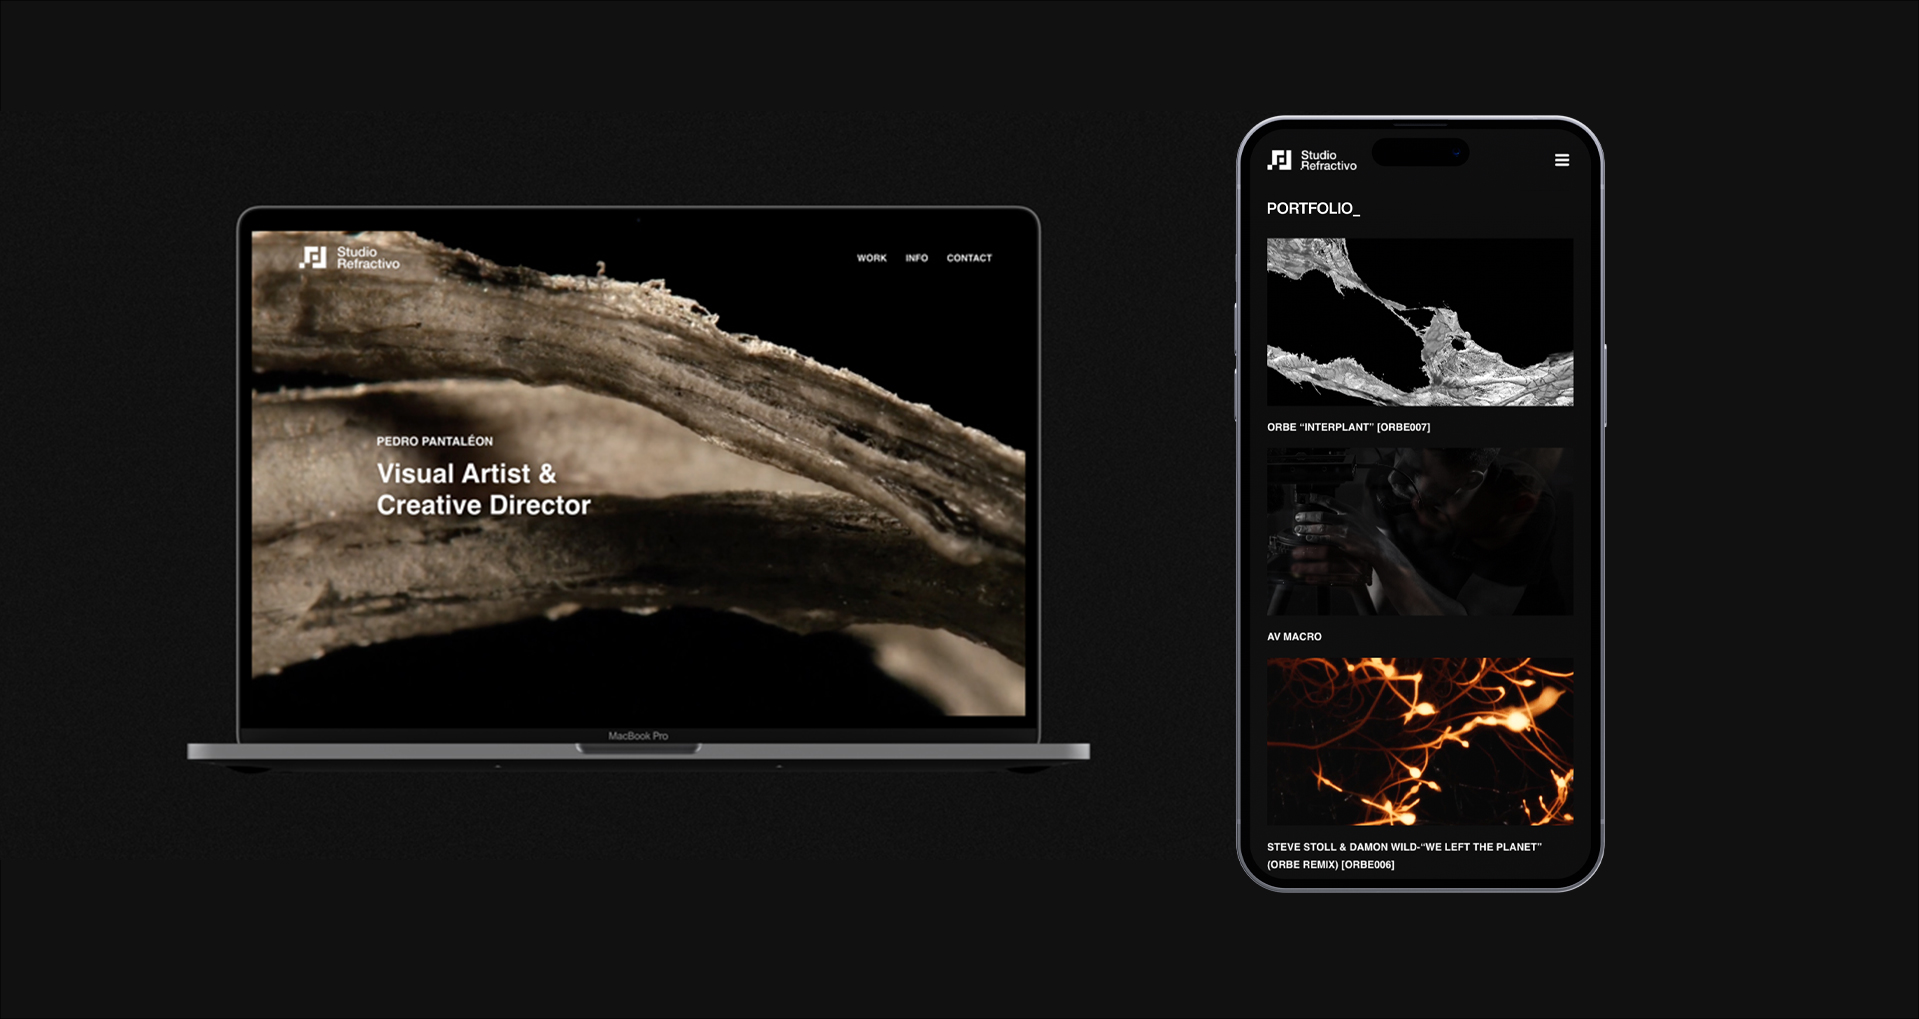 Studio
Refractivo
WORK INFO CONTACT
PEDRO PANTALÉON
Visual Artist &
Creative Director
MacBook Pro
Studio
Refractivo
PORTFOLIO_
ORBE “INTERPLANT” [ORBE007]
AV MACRO
STEVE STOLL & DAMON WILD-“WE LEFT THE PLANET”
(ORBE REMIX) [ORBE006]